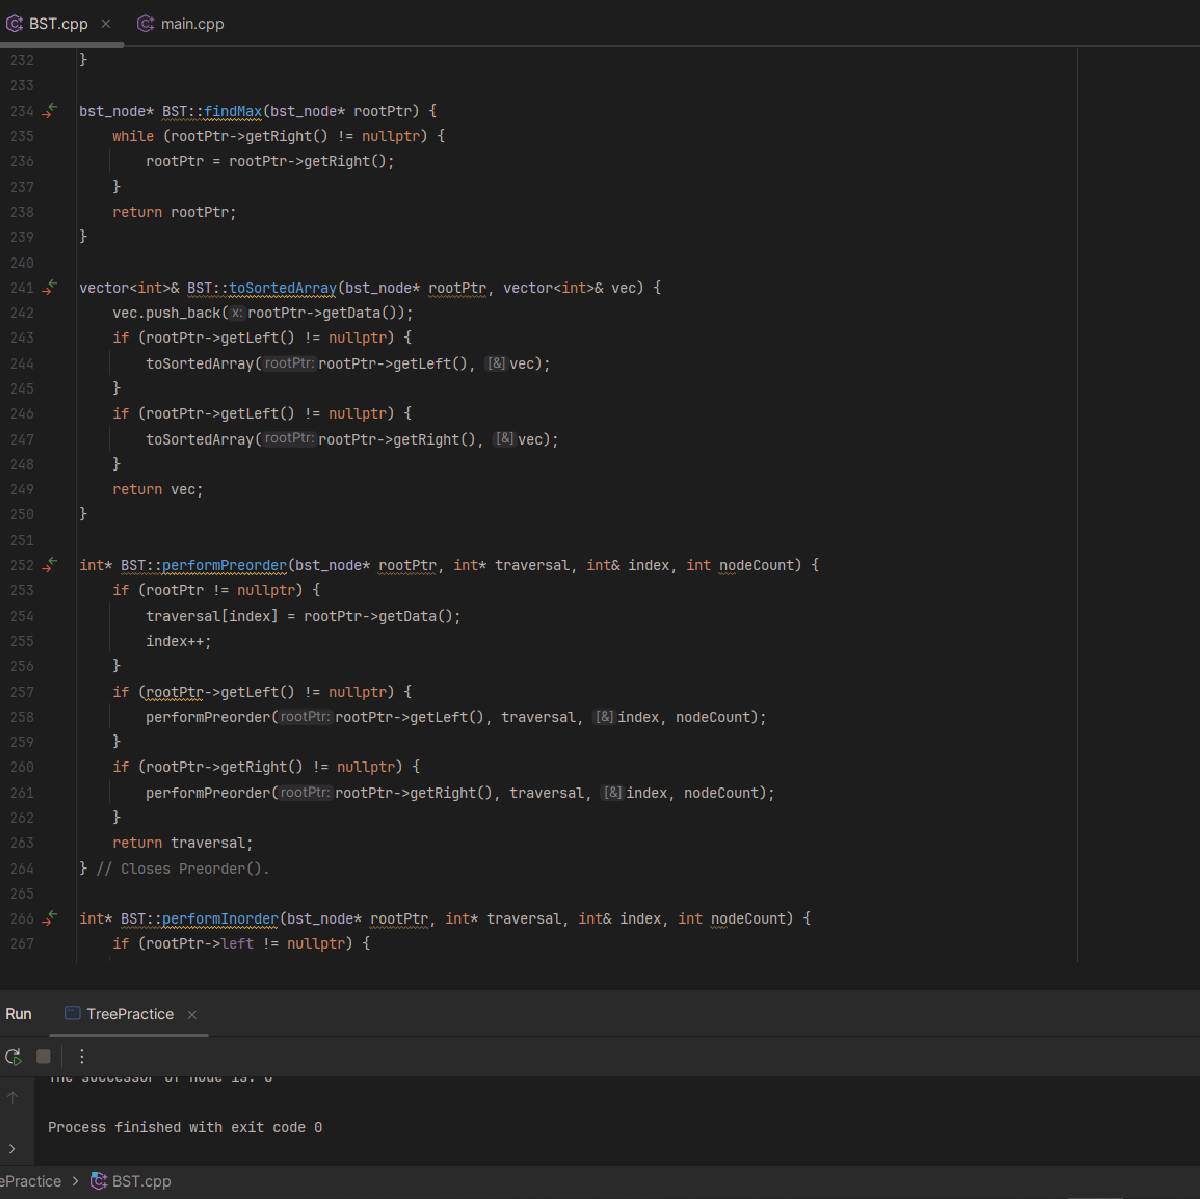 BST.cpp × main.cpp
232 }
233
234 bst_node* BST::findMax(bst_node* rootPtr) {
235 while (rootPtr->getRight() != nullptr) {
236 rootPtr = rootPtr->getRight();
237 }
238 return rootPtr;
239 }
240
241 vector<int>& BST::toSortedArray(bst_node* rootPtr, vector<int>& vec) {
242 vec.push_back( x: rootPtr->getData());
243 if (rootPtr->getLeft() != nullptr) {
244 toSortedArray( rootPtr: rootPtr->getLeft(), [&] vec);
245 }
246 if (rootPtr->getLeft() != nullptr) {
247 toSortedArray( rootPtr: rootPtr->getRight(), [&] vec);
248 }
249 return vec;
250 }
251
252 int* BST::performPreorder(bst_node* rootPtr, int* traversal, int& index, int nodeCount) {
253 if (rootPtr != nullptr) {
254 traversal[index] = rootPtr->getData();
255 index++;
256 }
257 if (rootPtr->getLeft() != nullptr) {
258 performPreorder( rootPtr: rootPtr->getLeft(), traversal, [&] index, nodeCount);
259 }
260 if (rootPtr->getRight() != nullptr) {
261 performPreorder( rootPtr: rootPtr->getRight(), traversal, [&] index, nodeCount);
262 }
263 return traversal;
264 } // Closes Preorder().
265
266 int* BST::performInorder(bst_node* rootPtr, int* traversal, int& index, int nodeCount) {
267 if (rootPtr->left != nullptr) {
Run TreePractice ×
The successor of node is: 0
Process finished with exit code 0
ePractice > BST.cpp